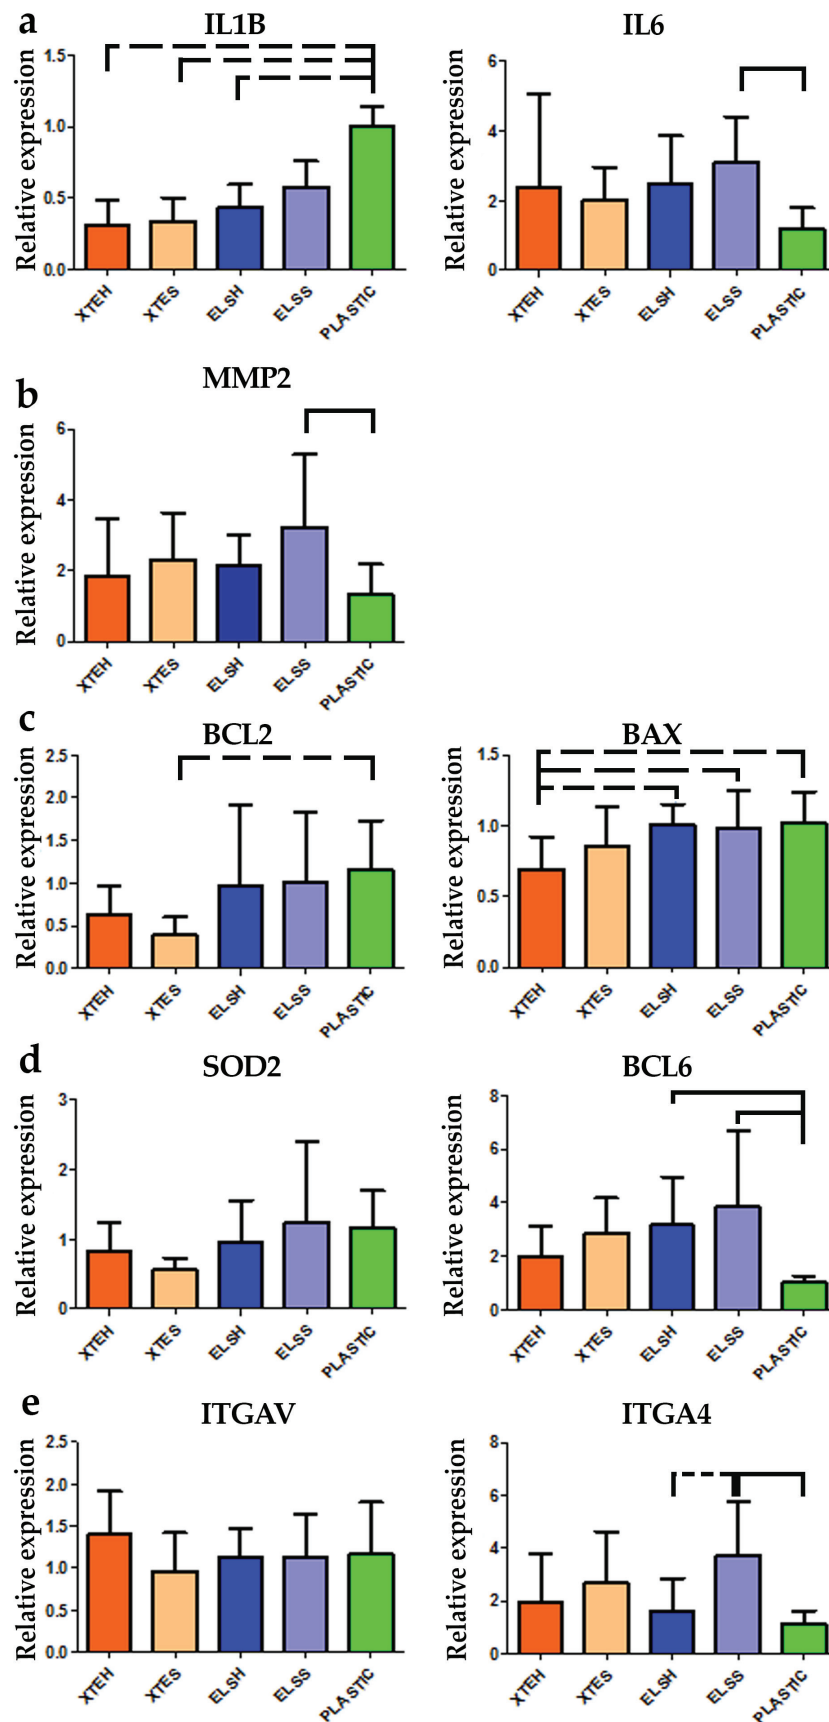 a
IL1B
Relative expression
1.5
1.0
0.5
0.0
XTEH
XTES
ELSH
ELSS
PLASTIC
IL6
Relative expression
6
4
2
0
XTEH
XTES
ELSH
ELSS
PLASTIC
b
MMP2
Relative expression
6
4
2
0
XTEH
XTES
ELSH
ELSS
PLASTIC
c
BCL2
Relative expression
2.5
2.0
1.5
1.0
0.5
0.0
XTEH
XTES
ELSH
ELSS
PLASTIC
BAX
Relative expression
1.5
1.0
0.5
0.0
XTEH
XTES
ELSH
ELSS
PLASTIC
d
SOD2
Relative expression
3
2
1
0
XTEH
XTES
ELSH
ELSS
PLASTIC
BCL6
Relative expression
8
6
4
2
0
XTEH
XTES
ELSH
ELSS
PLASTIC
e
ITGAV
Relative expression
2.5
2.0
1.5
1.0
0.5
0.0
XTEH
XTES
ELSH
ELSS
PLASTIC
ITGA4
Relative expression
8
6
4
2
0
XTEH
XTES
ELSH
ELSS
PLASTIC